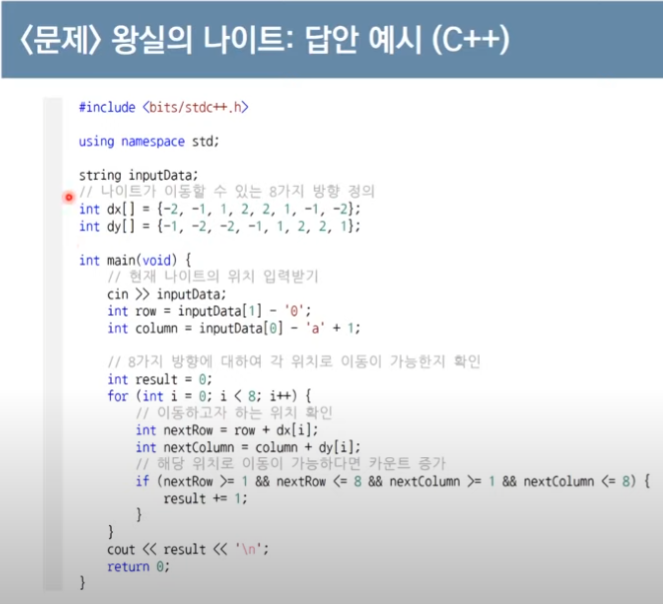 <문제> 왕실의 나이트: 답안 예시 (C++)
#include <bits/stdc++.h>
using namespace std;
string inputData;
// 나이트가 이동할 수 있는 8가지 방향 정의
int dx[] = {-2, -1, 1, 2, 2, 1, -1, -2};
int dy[] = {-1, -2, -2, -1, 1, 2, 2, 1};
int main(void) {
// 현재 나이트의 위치 입력받기
cin >> inputData;
int row = inputData[1] - '0';
int column = inputData[0] - 'a' + 1;
// 8가지 방향에 대하여 각 위치로 이동이 가능한지 확인
int result = 0;
for (int i = 0; i < 8; i++) {
// 이동하고자 하는 위치 확인
int nextRow = row + dx[i];
int nextColumn = column + dy[i];
// 해당 위치로 이동이 가능하다면 카운트 증가
if (nextRow >= 1 && nextRow <= 8 && nextColumn >= 1 && nextColumn <= 8) {
result += 1;
}
}
cout << result << '\n';
return 0;
}